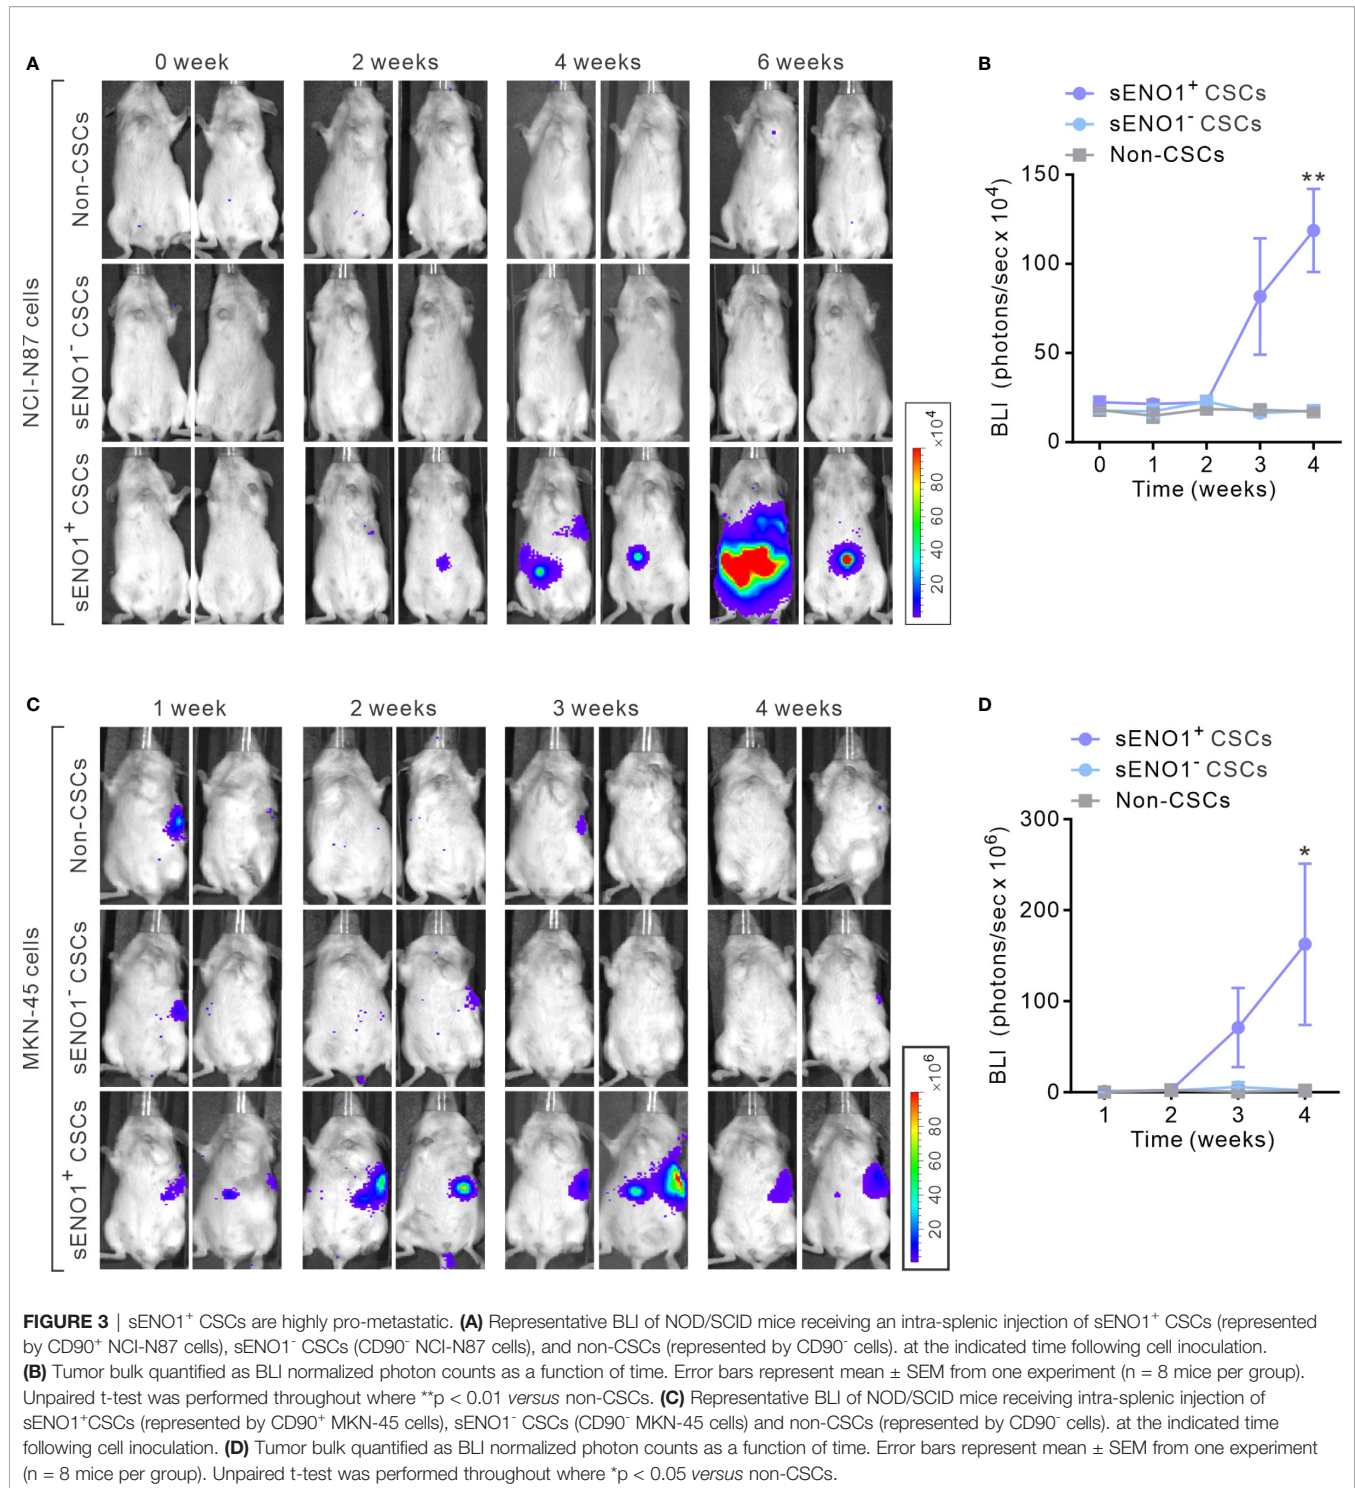 A
0 week
2 weeks
4 weeks
6 weeks
NCI-N87 cells
Non-CSCs
sENO1⁻ CSCs
sENO1⁺ CSCs
×10⁴
80
60
40
20
B
sENO1⁺ CSCs
sENO1⁻ CSCs
Non-CSCs
BLI (photons/sec x 10⁴)
150
100
50
0
**
0 1 2 3 4
Time (weeks)
C
1 week
2 weeks
3 weeks
4 weeks
MKN-45 cells
Non-CSCs
sENO1⁻ CSCs
sENO1⁺ CSCs
×10⁶
80
60
40
20
D
sENO1⁺ CSCs
sENO1⁻ CSCs
Non-CSCs
BLI (photons/sec x 10⁶)
300
200
100
0
*
1 2 3 4
Time (weeks)
FIGURE 3 | sENO1⁺ CSCs are highly pro-metastatic. (A) Representative BLI of NOD/SCID mice receiving an intra-splenic injection of sENO1⁺ CSCs (represented
by CD90⁺ NCI-N87 cells), sENO1⁻ CSCs (CD90⁻ NCI-N87 cells), and non-CSCs (represented by CD90⁻ cells). at the indicated time following cell inoculation.
(B) Tumor bulk quantified as BLI normalized photon counts as a function of time. Error bars represent mean ± SEM from one experiment (n = 8 mice per group).
Unpaired t-test was performed throughout where **p < 0.01 versus non-CSCs. (C) Representative BLI of NOD/SCID mice receiving intra-splenic injection of
sENO1⁺CSCs (represented by CD90⁺ MKN-45 cells), sENO1⁻ CSCs (CD90⁻ MKN-45 cells) and non-CSCs (represented by CD90⁻ cells). at the indicated time
following cell inoculation. (D) Tumor bulk quantified as BLI normalized photon counts as a function of time. Error bars represent mean ± SEM from one experiment
(n = 8 mice per group). Unpaired t-test was performed throughout where *p < 0.05 versus non-CSCs.